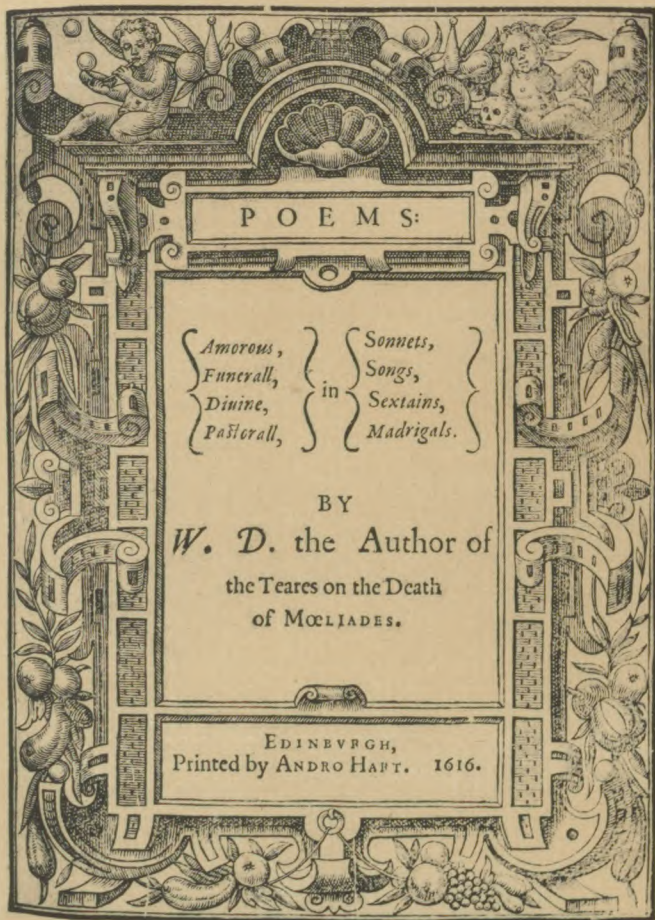 POEMS:
Amorous,
Funerall,
Diuine,
Pastorall,
in
Sonnets,
Songs,
Sextains,
Madrigals.
BY
W. D. the Author of
the Teares on the Death
of MœLIADES.
EDINBVRGH,
Printed by ANDRO HART. 1616.